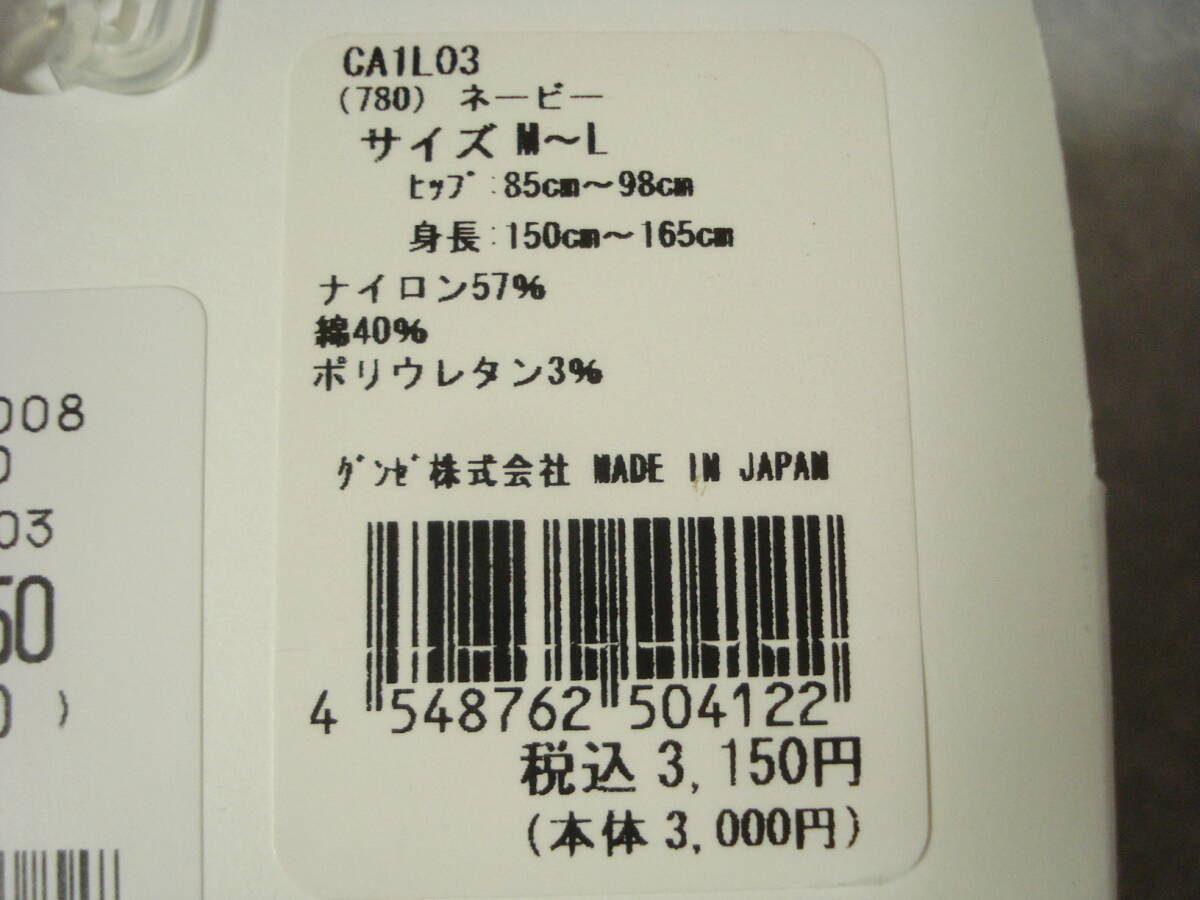 CA1L03
(780) ネービー
サイズ M～L
ﾋｯﾌﾟ:85cm～98cm
身長:150cm～165cm
ナイロン57%
綿40%
ポリウレタン3%
ｸﾞﾝｾﾞ株式会社 MADE IN JAPAN
4 548762 504122
税込 3,150円
(本体 3,000円)
008
0
03
50
0 )